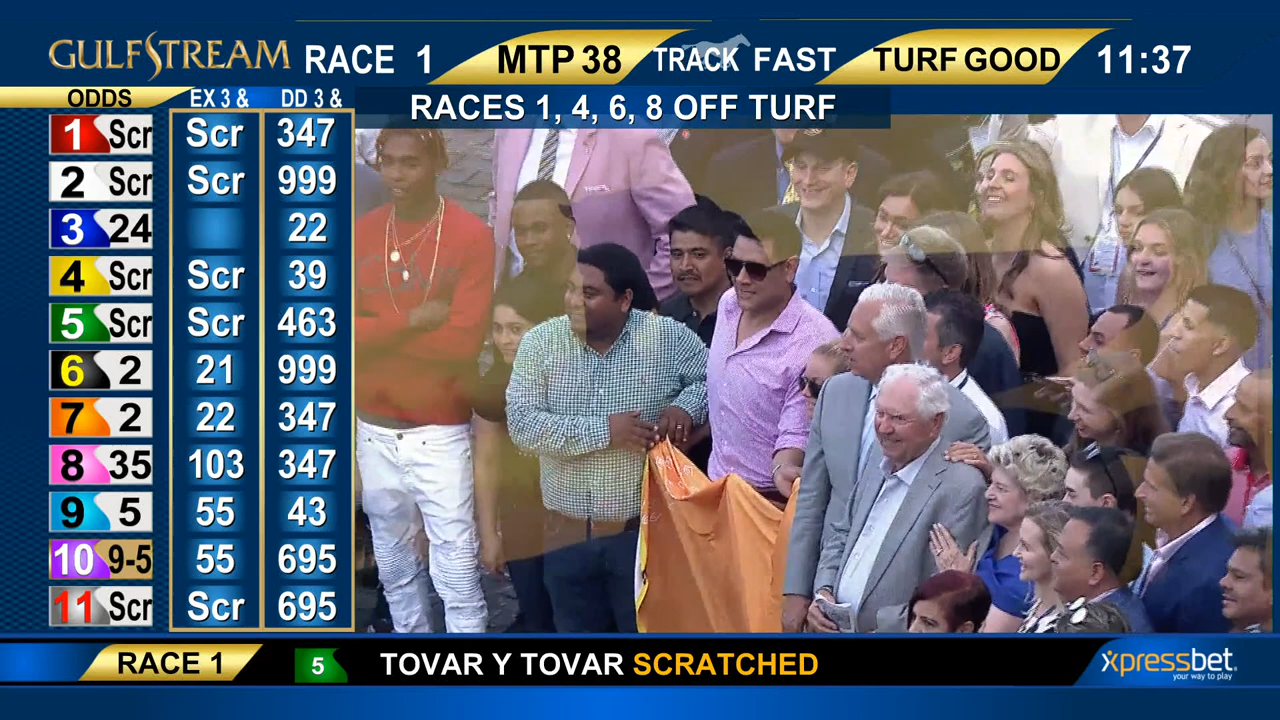 GULFSTREAM RACE 1 MTP 38 TRACK FAST TURF GOOD 11:37
ODDS EX 3 & DD 3 &
RACES 1, 4, 6, 8 OFF TURF
1 Scr Scr 347
2 Scr Scr 999
3 24 22
4 Scr Scr 39
5 Scr Scr 463
6 2 21 999
7 2 22 347
8 35 103 347
9 5 55 43
10 9-5 55 695
11 Scr Scr 695
RACE 1 5 TOVAR Y TOVAR SCRATCHED
xpressbet
your way to play